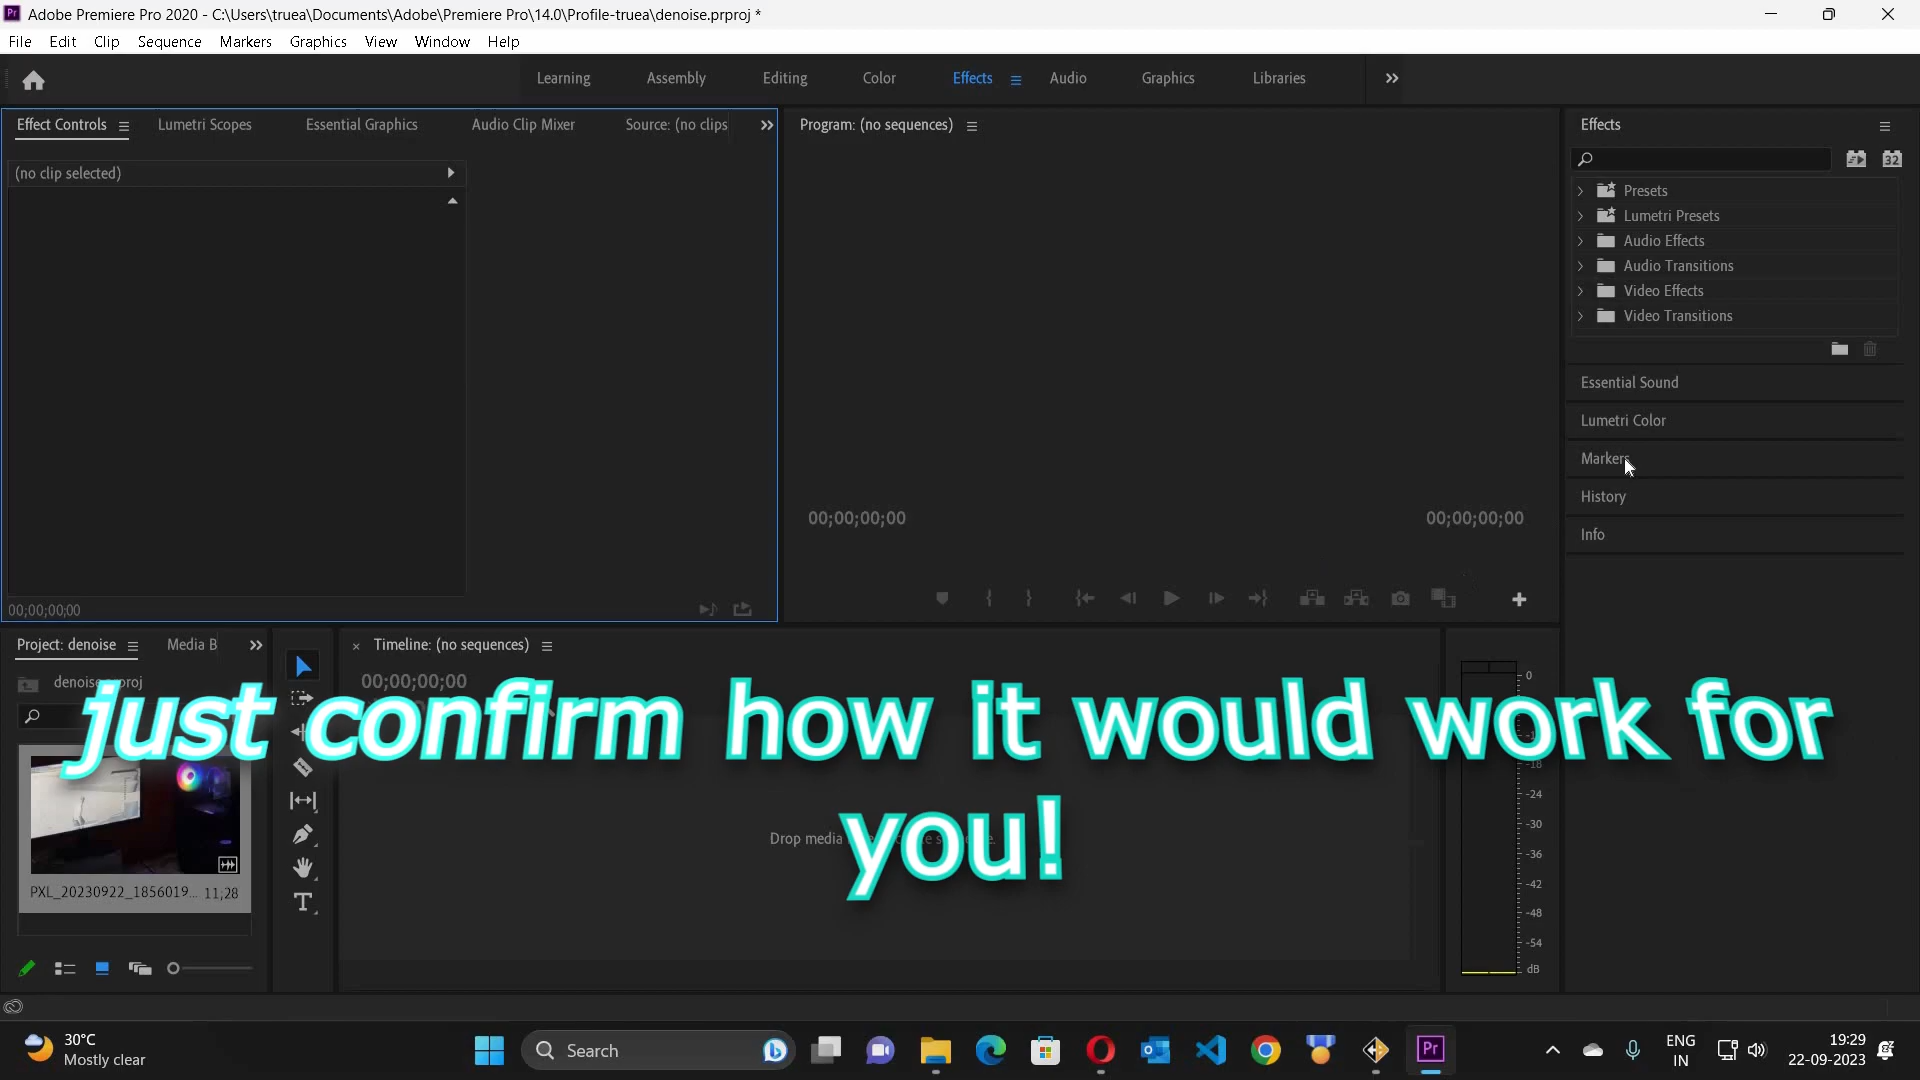 Adobe Premiere Pro 2020 - C:\Users\truea\Documents\Adobe\Premiere Pro\14.0\Profile-truea\denoise.prproj *
File Edit Clip Sequence Markers Graphics View Window Help
Learning Assembly Editing Color Effects Audio Graphics Libraries
Effect Controls Lumetri Scopes Essential Graphics Audio Clip Mixer Source: (no clips
Program: (no sequences)
Effects
(no clip selected)
32
Presets
Lumetri Presets
Audio Effects
Audio Transitions
Video Effects
Video Transitions
Essential Sound
Lumetri Color
Markers
History
Info
00;00;00;00 00;00;00;00
00;00;00;00
Project: denoise Media B
Timeline: (no sequences)
denoise.prproj
00;00;00;00
just confirm how it would work for
you!
Drop media
PXL_20230922_1856019... 11;28
0
-18
-24
-30
-36
-42
-48
-54
dB
30°C
Mostly clear
Search
ENG
IN
19:29
22-09-2023